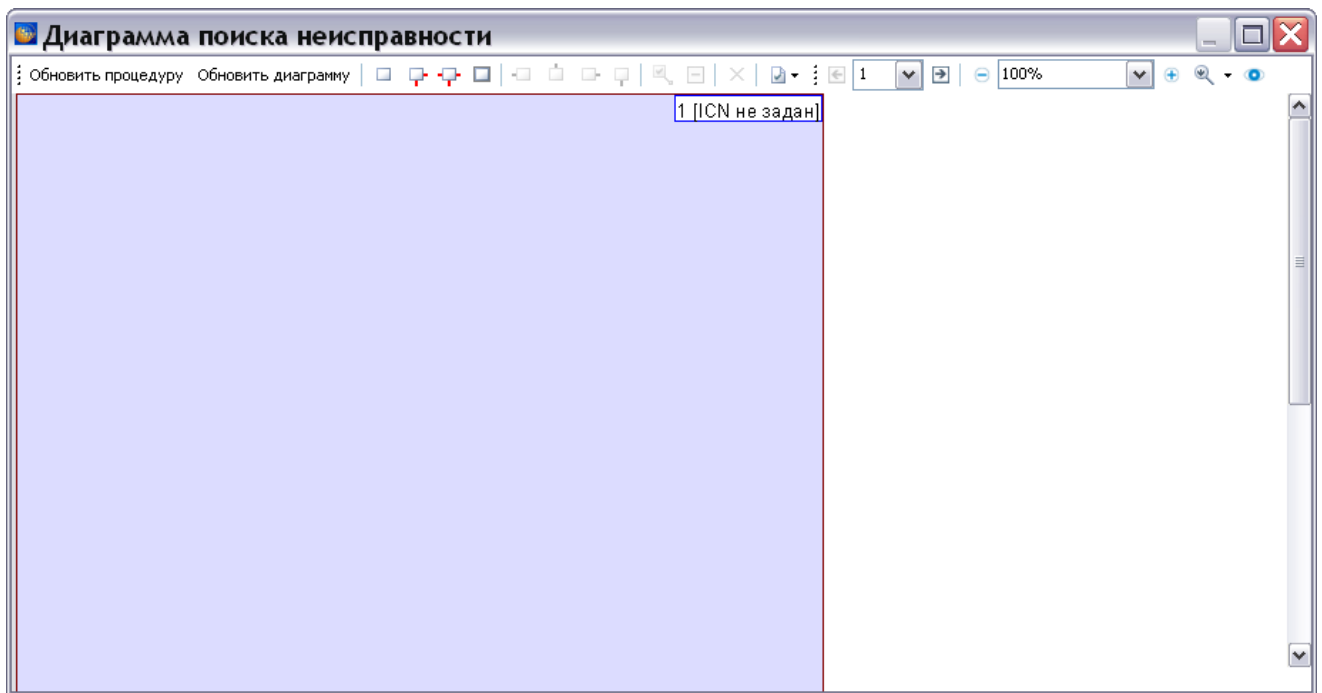 Диаграмма поиска неисправности
Обновить процедуру Обновить диаграмму 1 100%
1 [ICN не задан]